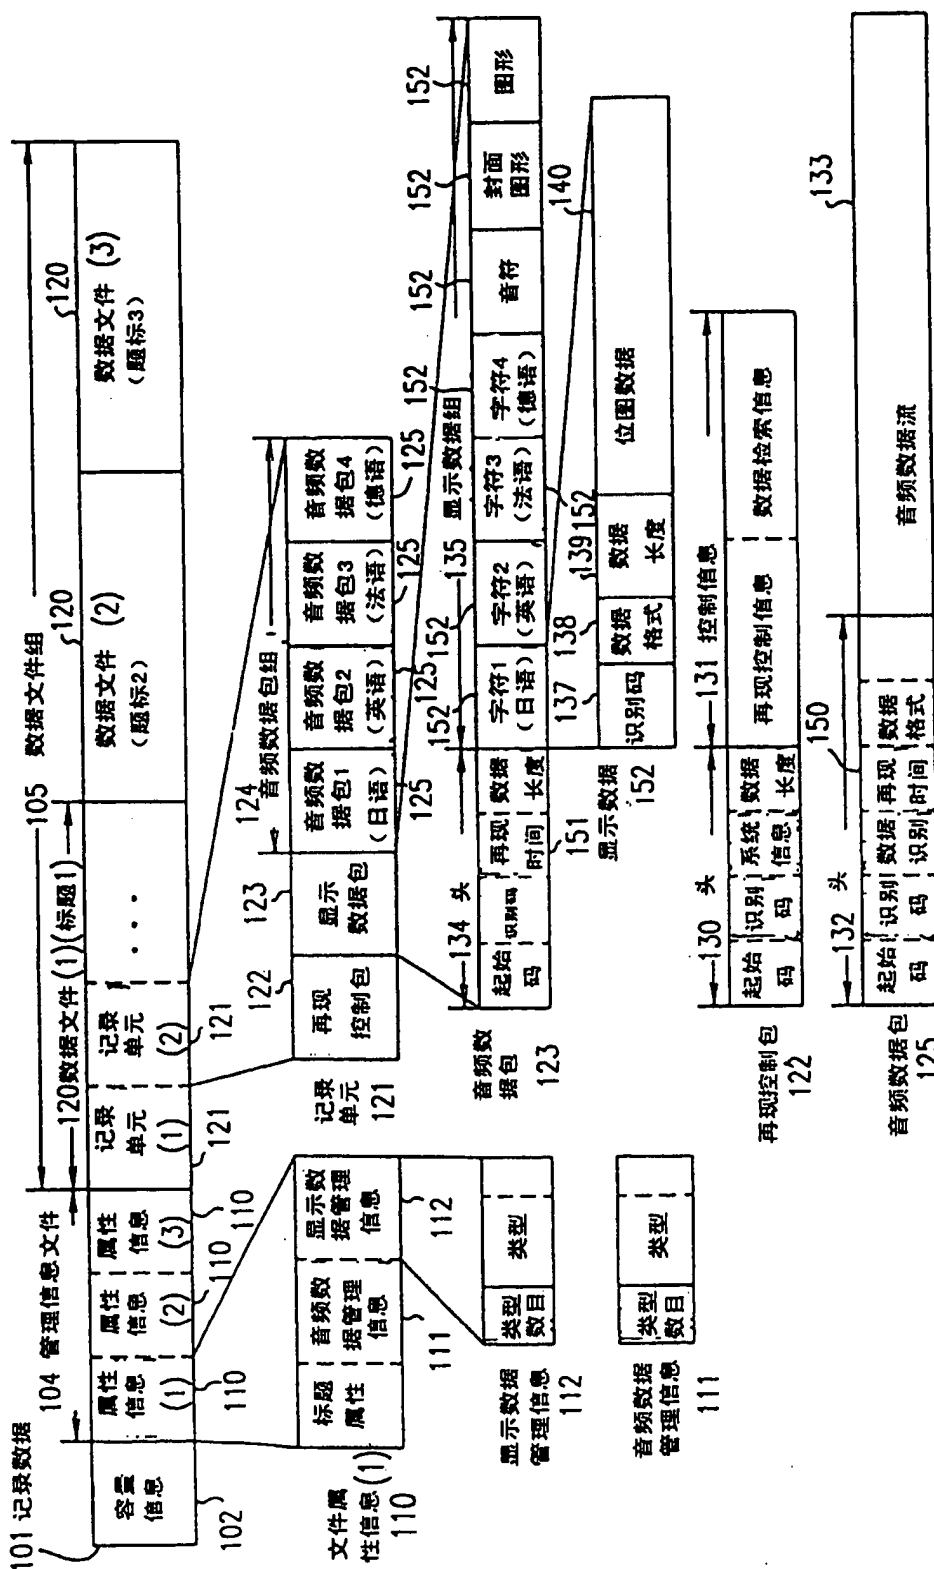 101 记录数据
104 管理信息文件
105 数据文件组
120 数据文件 (1)(标题1)
120
120
容量
信息
102
属性
信息
(1)
110
属性
信息
(2)
110
属性
信息
(3)
110
记录
单元
(1)
121
记录
单元
(2)
121
· · ·
数据文件 (2)
(题标2)
数据文件 (3)
(题标3)
文件属
性信息(1)
110
标题
属性
音频数
据管理
信息
111
显示数
据管理
信息
112
记录
单元
121
122
再现
控制包
123
显示
数据包
124
音频数据包组
音频数
据包1
(日语)
125
音频数
据包2
(英语)
125
音频数
据包3
(法语)
125
音频数
据包4
(德语)
125
显示数据
管理信息
112
类型
数目
类型
音频数
据包
123
134 头
135 显示数据组
起始
码
识别码
再现
时间
151
数据
长度
字符1
(日语)
152
字符2
(英语)
152
字符3
(法语)
152
字符4
(德语)
152
音符
152
封面
图形
152
图形
152
显示数据
152
137
识别码
138
数据
格式
139
数据
长度
140
位图数据
音频数据
管理信息
111
类型
数目
类型
再现控制包
122
130 头
131 控制信息
起始
码
识别
码
系统
信息
数据
长度
再现控制信息
数据检索信息
音频数据包
125
132 头
150
133
起始
码
识别
码
数据
识别
再现
时间
数据
格式
音频数据流